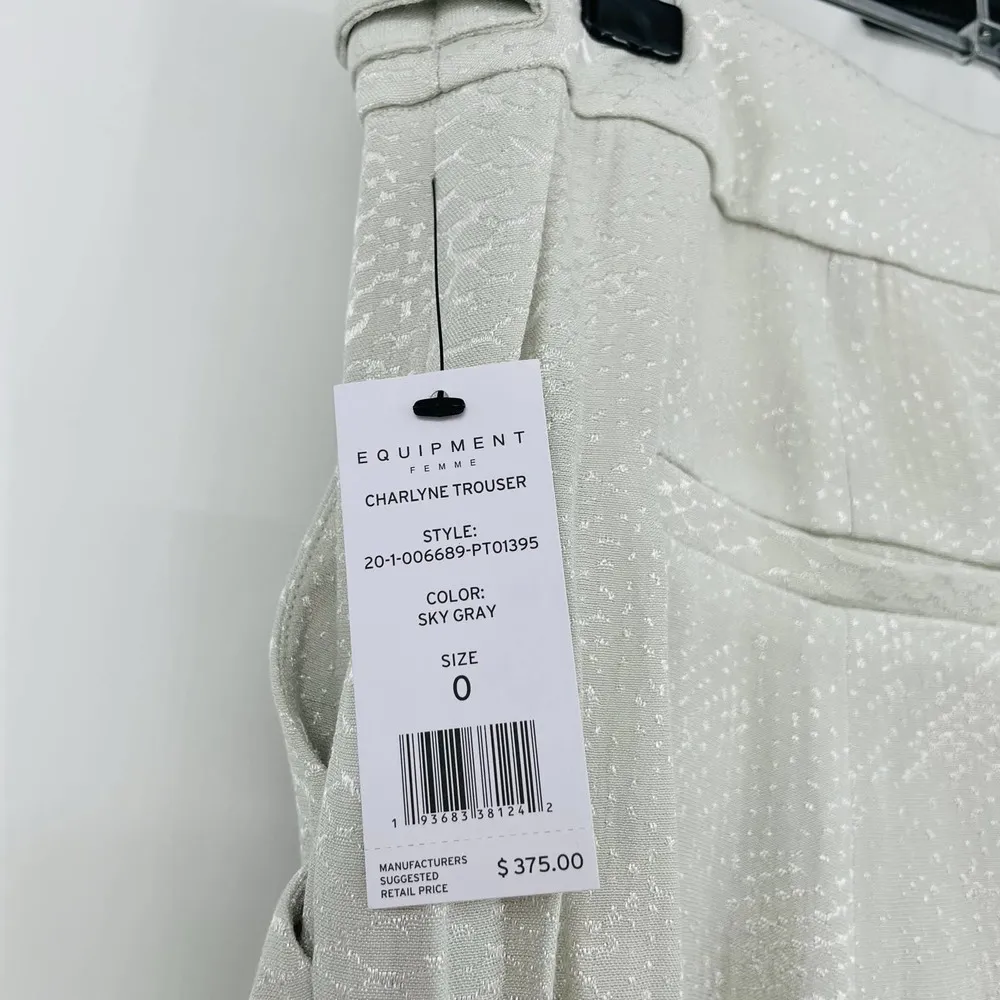 EQUIPMENT
FEMME
CHARLYNE TROUSER
STYLE:
20-1-006689-PT01395
COLOR:
SKY GRAY
SIZE
0
1 93683 38124 2
MANUFACTURERS
SUGGESTED
RETAIL PRICE
$375.00